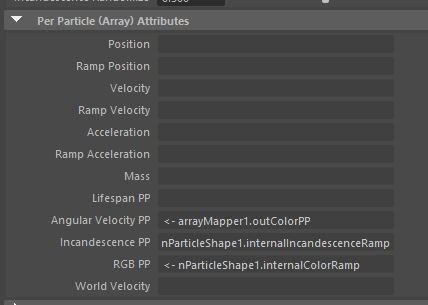 Per Particle (Array) Attributes
Position
Ramp Position
Velocity
Ramp Velocity
Acceleration
Ramp Acceleration
Mass
Lifespan PP
Angular Velocity PP <- arrayMapper1.outColorPP
Incandescence PP nParticleShape1.internalIncandescenceRamp
RGB PP <- nParticleShape1.internalColorRamp
World Velocity